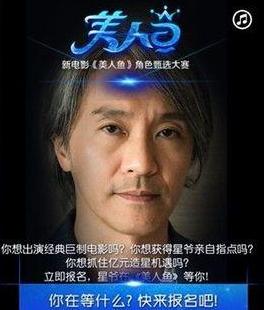 美人鱼
新电影《美人鱼》角色甄选大赛
你想出演经典巨制电影吗？你想获得星爷亲自指点吗？
你想抓住亿元造星机遇吗？
立即报名，星爷在《美人鱼》等你！
你在等什么？快来报名吧！